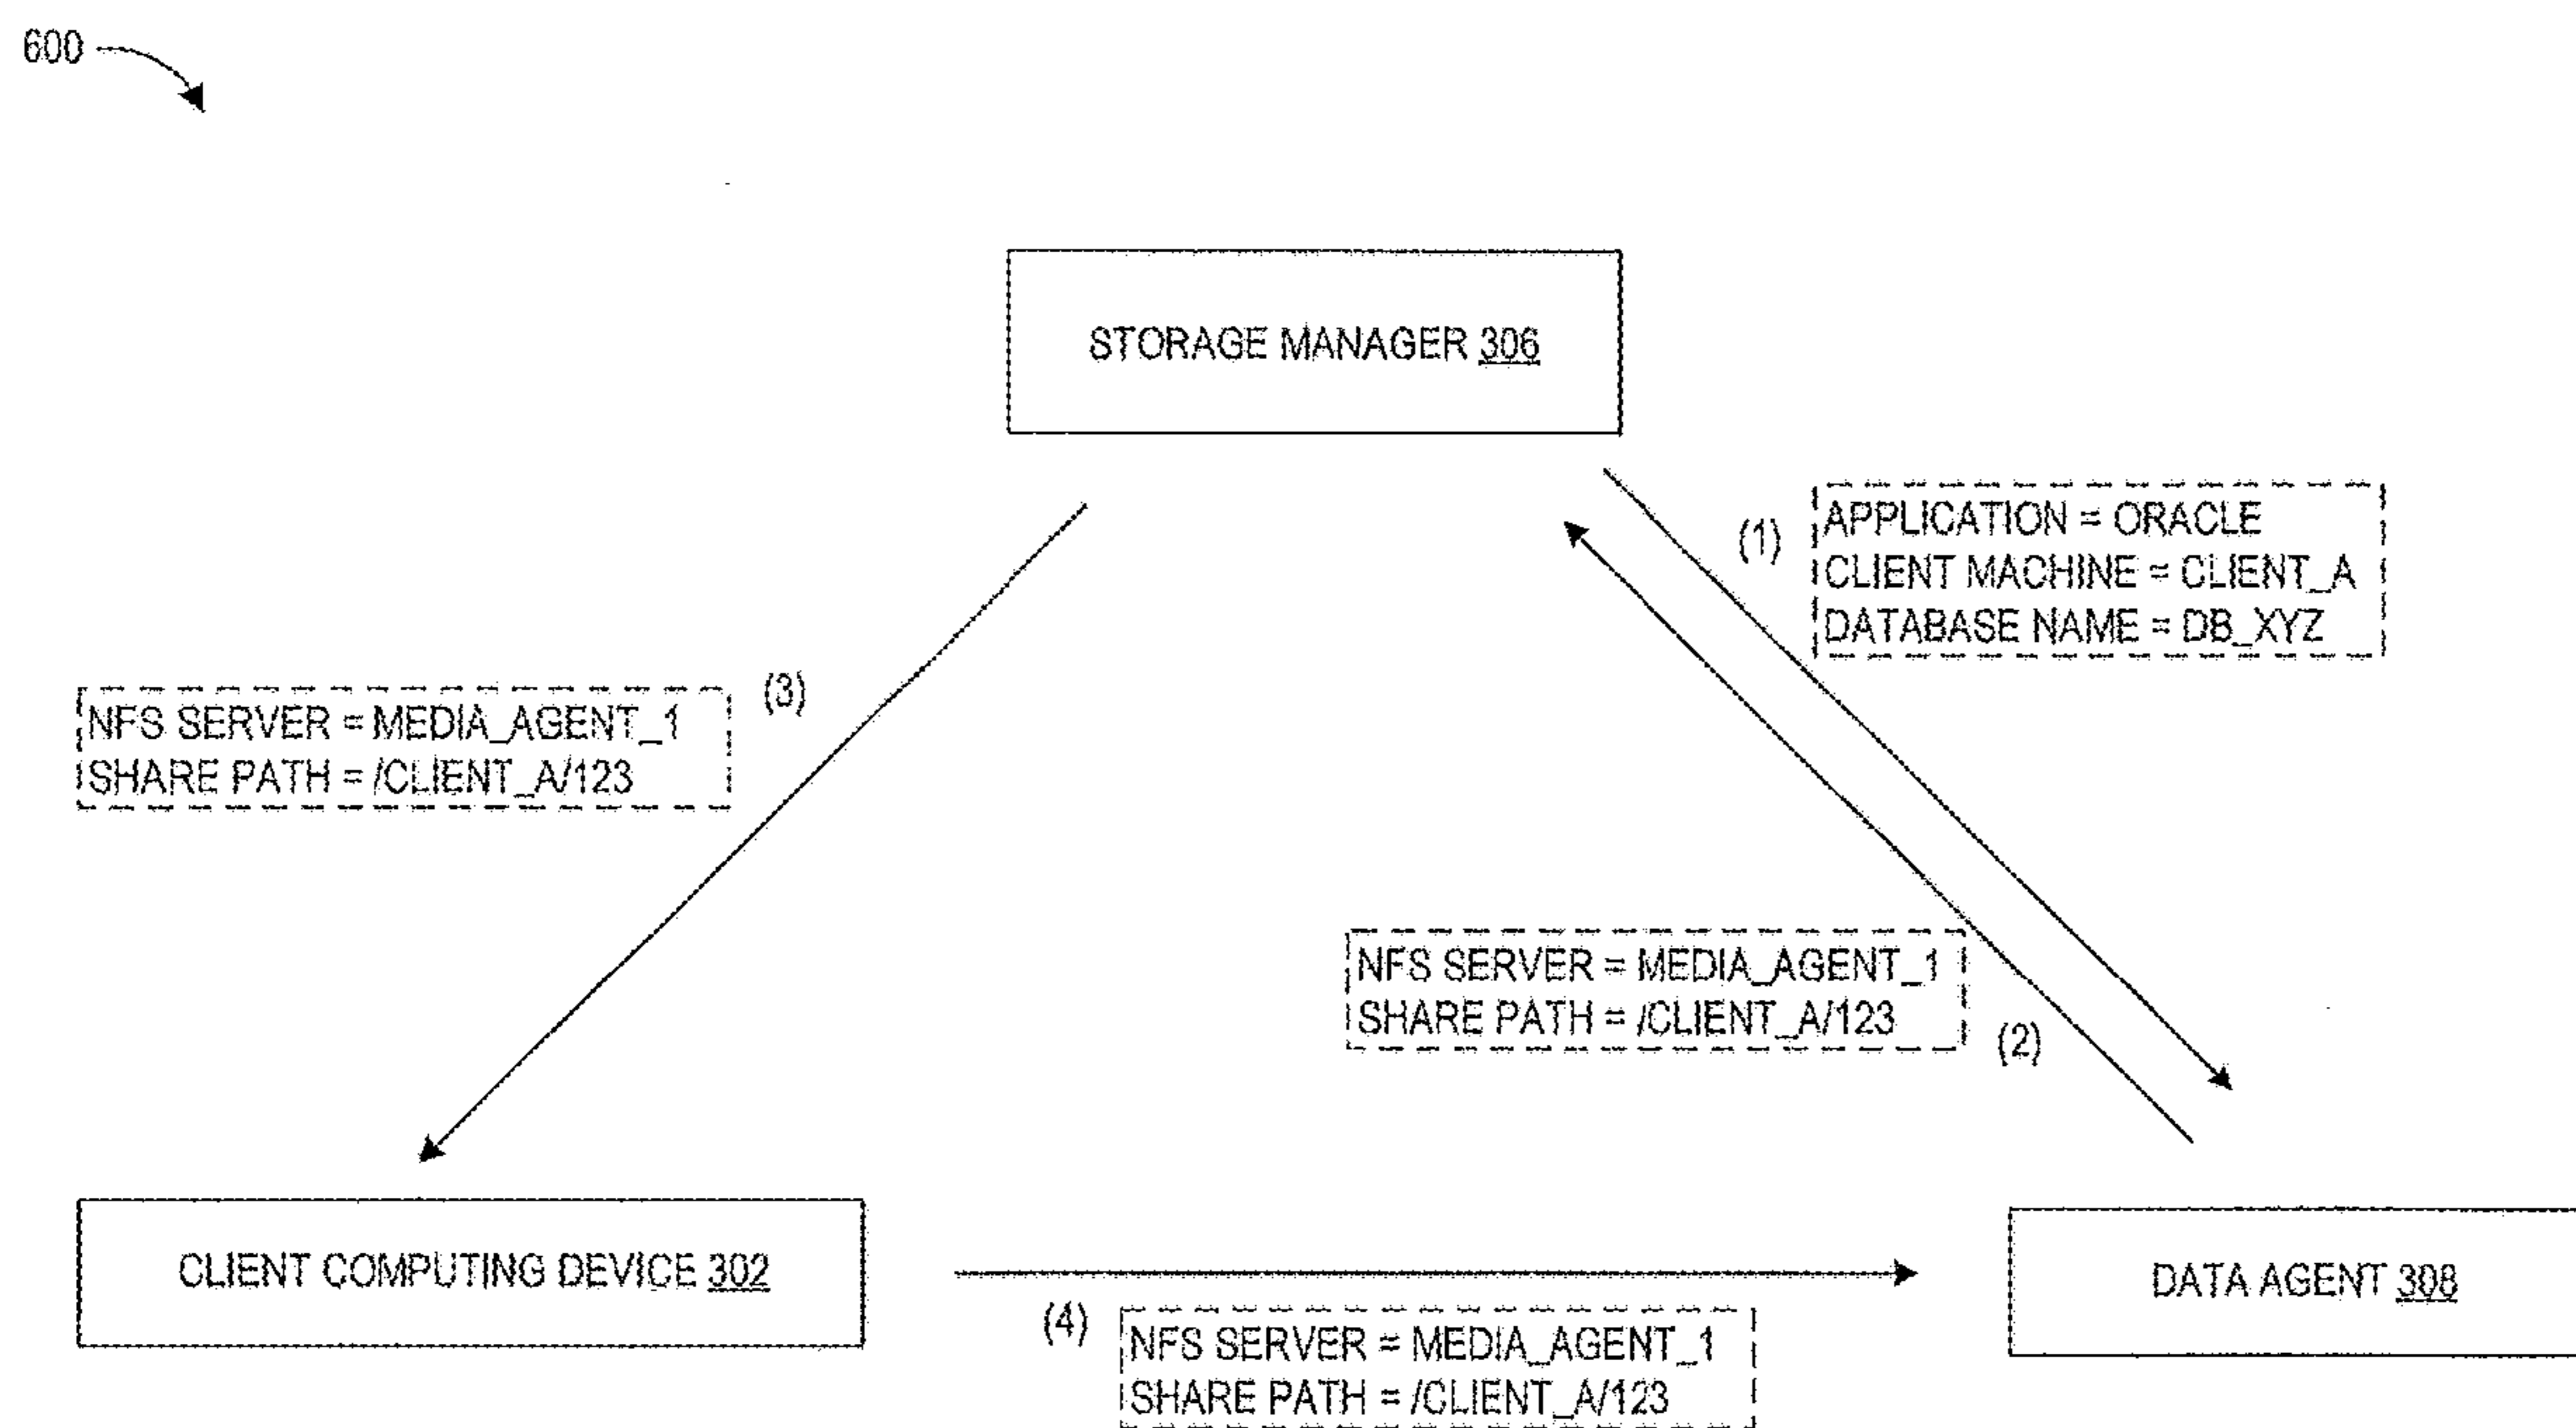 600
STORAGE MANAGER 306
(1)
APPLICATION = ORACLE
CLIENT MACHINE = CLIENT_A
DATABASE NAME = DB_XYZ
(3)
NFS SERVER = MEDIA_AGENT_1
SHARE PATH = /CLIENT_A/123
NFS SERVER = MEDIA_AGENT_1
SHARE PATH = /CLIENT_A/123
(2)
CLIENT COMPUTING DEVICE 302
DATA AGENT 308
(4)
NFS SERVER = MEDIA_AGENT_1
SHARE PATH = /CLIENT_A/123